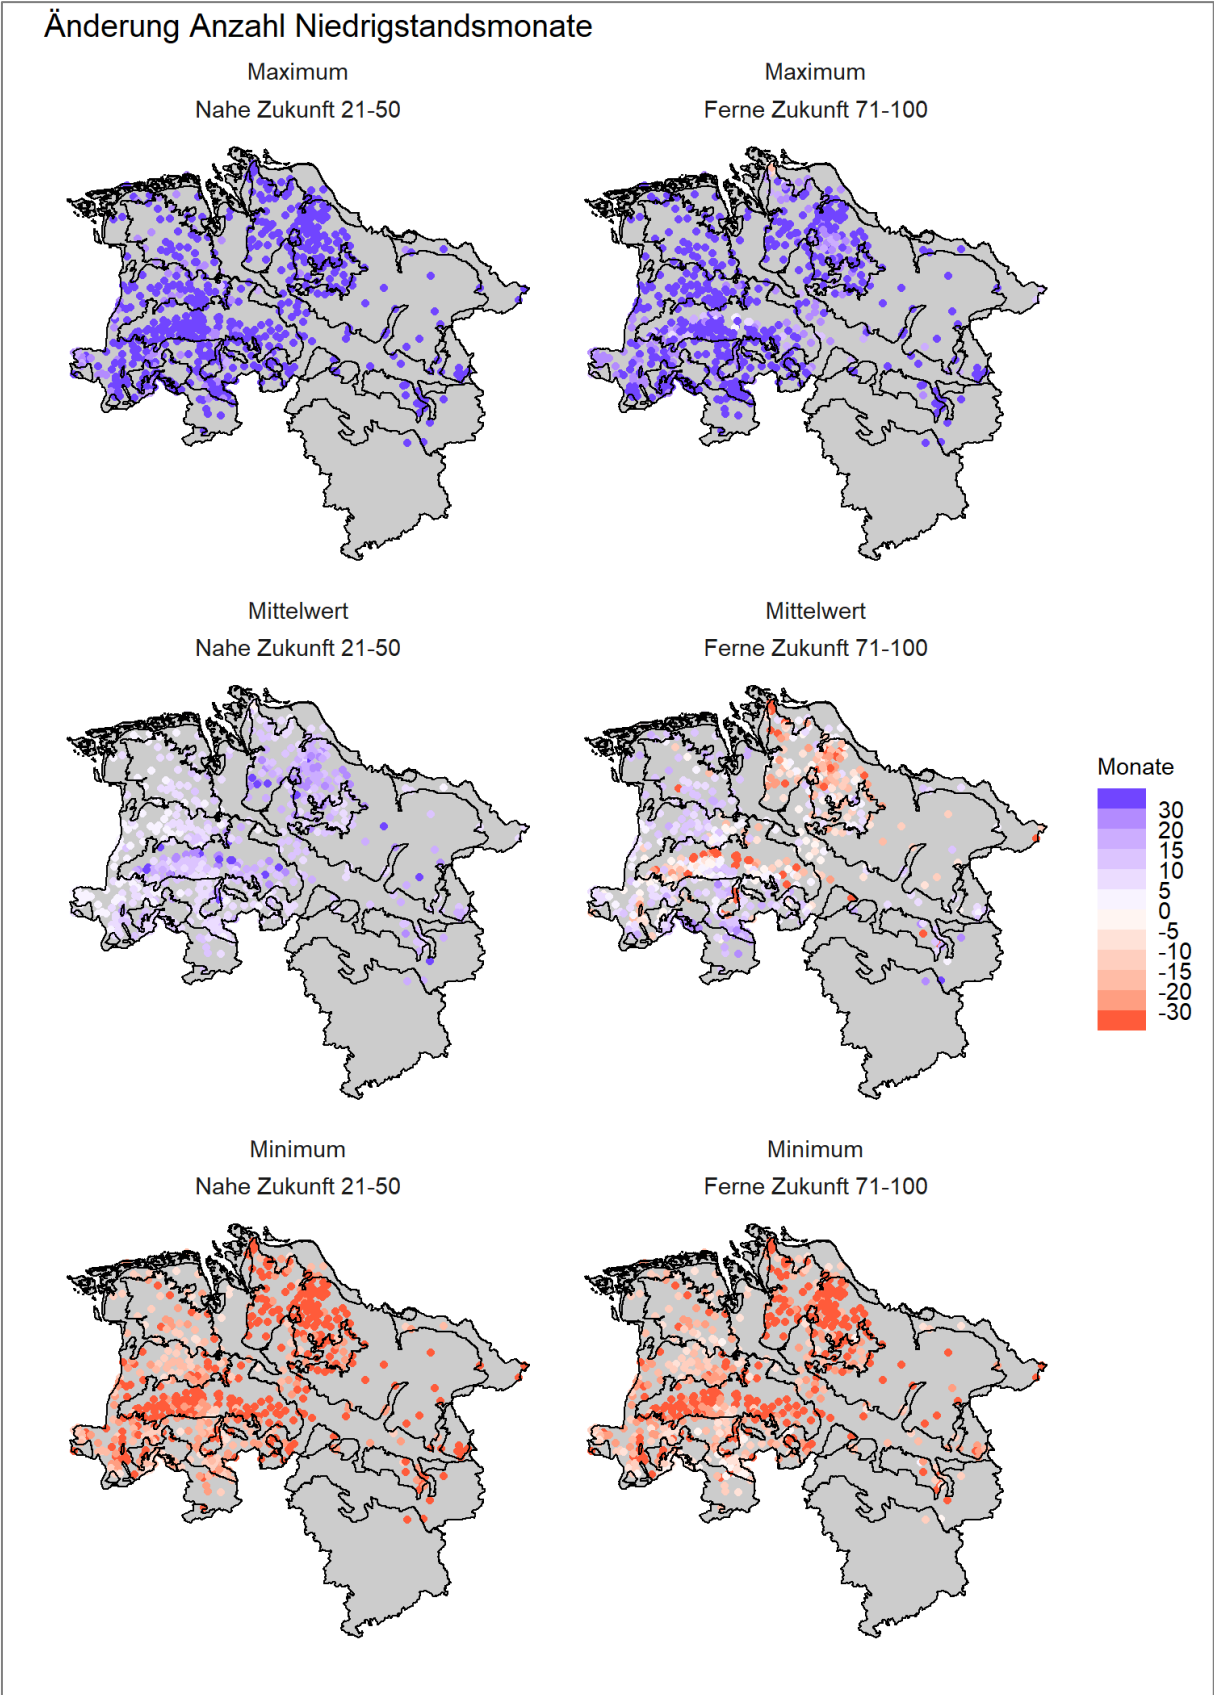 Änderung Anzahl Niedrigstandsmonate
Maximum
Nahe Zukunft 21-50
Maximum
Ferne Zukunft 71-100
Mittelwert
Nahe Zukunft 21-50
Mittelwert
Ferne Zukunft 71-100
Monate
30
20
15
10
5
0
-5
-10
-15
-20
-30
Minimum
Nahe Zukunft 21-50
Minimum
Ferne Zukunft 71-100